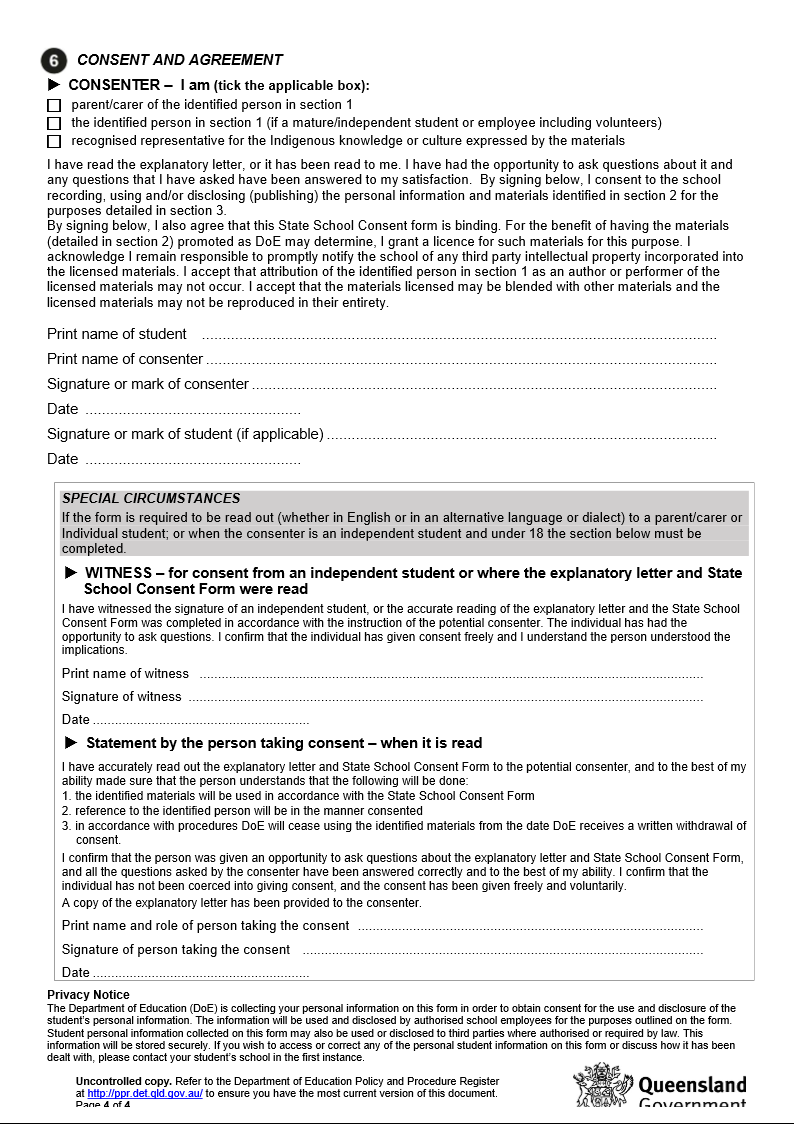 6 CONSENT AND AGREEMENT
► CONSENTER – I am (tick the applicable box):
☐ parent/carer of the identified person in section 1
☐ the identified person in section 1 (if a mature/independent student or employee including volunteers)
☐ recognised representative for the Indigenous knowledge or culture expressed by the materials
I have read the explanatory letter, or it has been read to me. I have had the opportunity to ask questions about it and
any questions that I have asked have been answered to my satisfaction. By signing below, I consent to the school
recording, using and/or disclosing (publishing) the personal information and materials identified in section 2 for the
purposes detailed in section 3.
By signing below, I also agree that this State School Consent form is binding. For the benefit of having the materials
(detailed in section 2) promoted as DoE may determine, I grant a licence for such materials for this purpose. I
acknowledge I remain responsible to promptly notify the school of any third party intellectual property incorporated into
the licensed materials. I accept that attribution of the identified person in section 1 as an author or performer of the
licensed materials may not occur. I accept that the materials licensed may be blended with other materials and the
licensed materials may not be reproduced in their entirety.
Print name of student ..........
Print name of consenter ..........
Signature or mark of consenter ..........
Date ..........
Signature or mark of student (if applicable) ..........
Date ..........
SPECIAL CIRCUMSTANCES
If the form is required to be read out (whether in English or in an alternative language or dialect) to a parent/carer or
Individual student; or when the consenter is an independent student and under 18 the section below must be
completed.
► WITNESS – for consent from an independent student or where the explanatory letter and State
School Consent Form were read
I have witnessed the signature of an independent student, or the accurate reading of the explanatory letter and the State School
Consent Form was completed in accordance with the instruction of the potential consenter. The individual has had the
opportunity to ask questions. I confirm that the individual has given consent freely and I understand the person understood the
implications.
Print name of witness ..........
Signature of witness ..........
Date ..........
► Statement by the person taking consent – when it is read
I have accurately read out the explanatory letter and State School Consent Form to the potential consenter, and to the best of my
ability made sure that the person understands that the following will be done:
1. the identified materials will be used in accordance with the State School Consent Form
2. reference to the identified person will be in the manner consented
3. in accordance with procedures DoE will cease using the identified materials from the date DoE receives a written withdrawal of
consent.
I confirm that the person was given an opportunity to ask questions about the explanatory letter and State School Consent Form,
and all the questions asked by the consenter have been answered correctly and to the best of my ability. I confirm that the
individual has not been coerced into giving consent, and the consent has been given freely and voluntarily.
A copy of the explanatory letter has been provided to the consenter.
Print name and role of person taking the consent ..........
Signature of person taking the consent ..........
Date ..........
Privacy Notice
The Department of Education (DoE) is collecting your personal information on this form in order to obtain consent for the use and disclosure of the
student's personal information. The information will be used and disclosed by authorised school employees for the purposes outlined on the form.
Student personal information collected on this form may also be used or disclosed to third parties where authorised or required by law. This
information will be stored securely. If you wish to access or correct any of the personal student information on this form or discuss how it has been
dealt with, please contact your student's school in the first instance.
Uncontrolled copy. Refer to the Department of Education Policy and Procedure Register
at http://ppr.det.qld.gov.au/ to ensure you have the most current version of this document.
Page 4 of 4
Queensland
Government